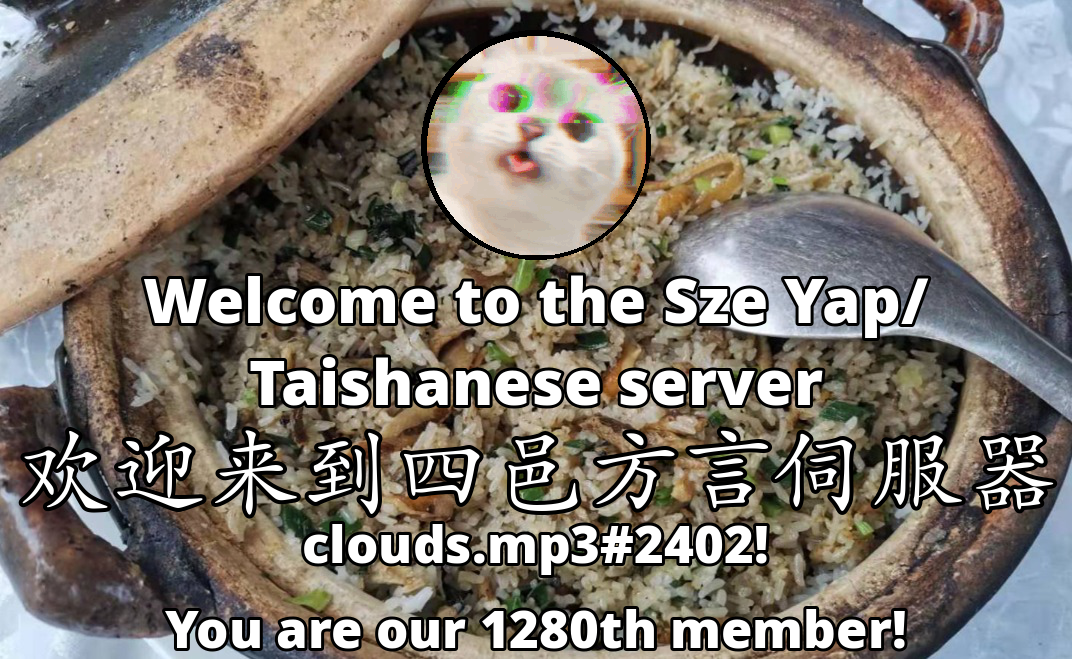 Welcome to the Sze Yap/
Taishanese server
欢迎来到四邑方言伺服器
clouds.mp3#2402!
You are our 1280th member!